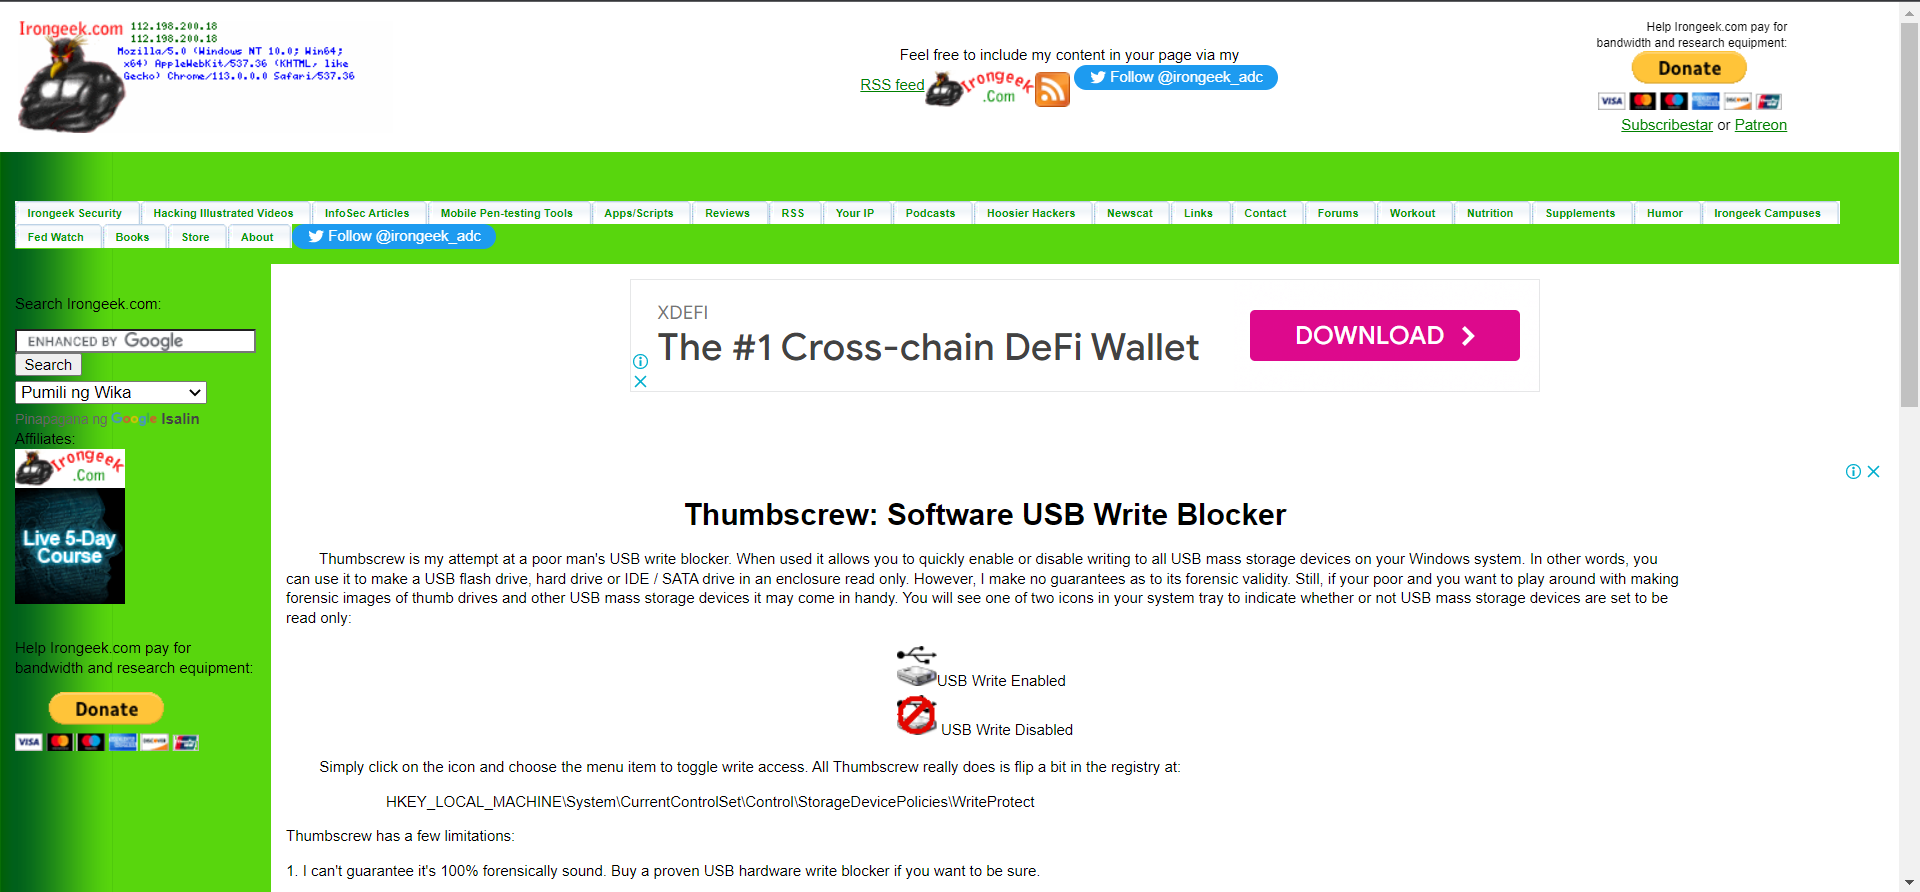 Irongeek.com
112.198.200.18
112.198.200.18
Mozilla/5.0 (Windows NT 10.0; Win64;
x64) AppleWebKit/537.36 (KHTML, like
Gecko) Chrome/113.0.0.0 Safari/537.36
Feel free to include my content in your page via my
RSS feed Irongeek .Com Follow @irongeek_adc
Help Irongeek.com pay for
bandwidth and research equipment:
Donate
VISA DISCOVER
Subscribestar or Patreon
Irongeek Security Hacking Illustrated Videos InfoSec Articles Mobile Pen-testing Tools Apps/Scripts Reviews RSS Your IP Podcasts Hoosier Hackers Newscat Links Contact Forums Workout Nutrition Supplements Humor Irongeek Campuses
Fed Watch Books Store About Follow @irongeek_adc
Search Irongeek.com:
ENHANCED BY Google
Search
Pumili ng Wika
Pinapagana ng Google Isalin
Affiliates:
Irongeek
.Com
Live 5-Day
Course
Help Irongeek.com pay for
bandwidth and research equipment:
Donate
VISA DISCOVER
XDEFI
The #1 Cross-chain DeFi Wallet
DOWNLOAD
Thumbscrew: Software USB Write Blocker
Thumbscrew is my attempt at a poor man's USB write blocker. When used it allows you to quickly enable or disable writing to all USB mass storage devices on your Windows system. In other words, you
can use it to make a USB flash drive, hard drive or IDE / SATA drive in an enclosure read only. However, I make no guarantees as to its forensic validity. Still, if your poor and you want to play around with making
forensic images of thumb drives and other USB mass storage devices it may come in handy. You will see one of two icons in your system tray to indicate whether or not USB mass storage devices are set to be
read only:
USB Write Enabled
USB Write Disabled
Simply click on the icon and choose the menu item to toggle write access. All Thumbscrew really does is flip a bit in the registry at:
HKEY_LOCAL_MACHINE\System\CurrentControlSet\Control\StorageDevicePolicies\WriteProtect
Thumbscrew has a few limitations:
1. I can't guarantee it's 100% forensically sound. Buy a proven USB hardware write blocker if you want to be sure.